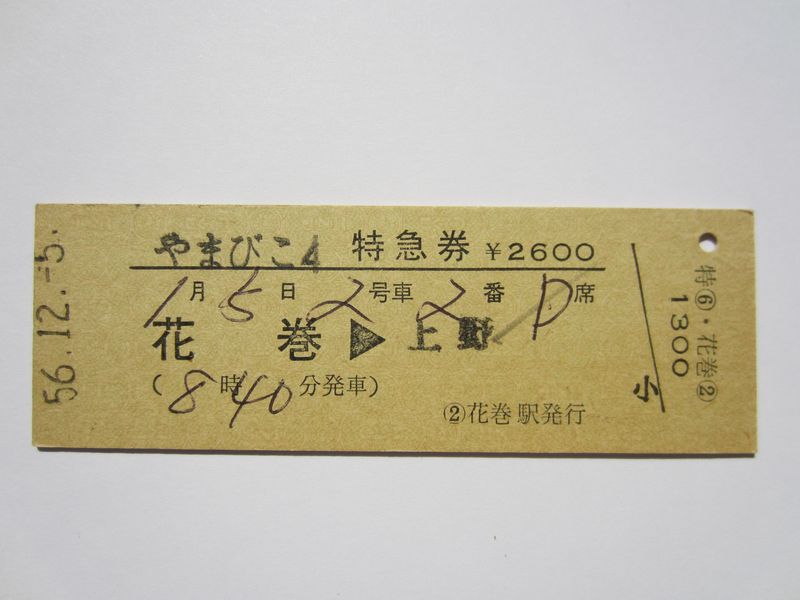 56.12.-5.
やまびこ4 特急券 ¥2600
1月5日2号車2番D席
花巻▶上野
(8時40分発車)
②花巻駅発行
小
特⑥・花巻②
1300